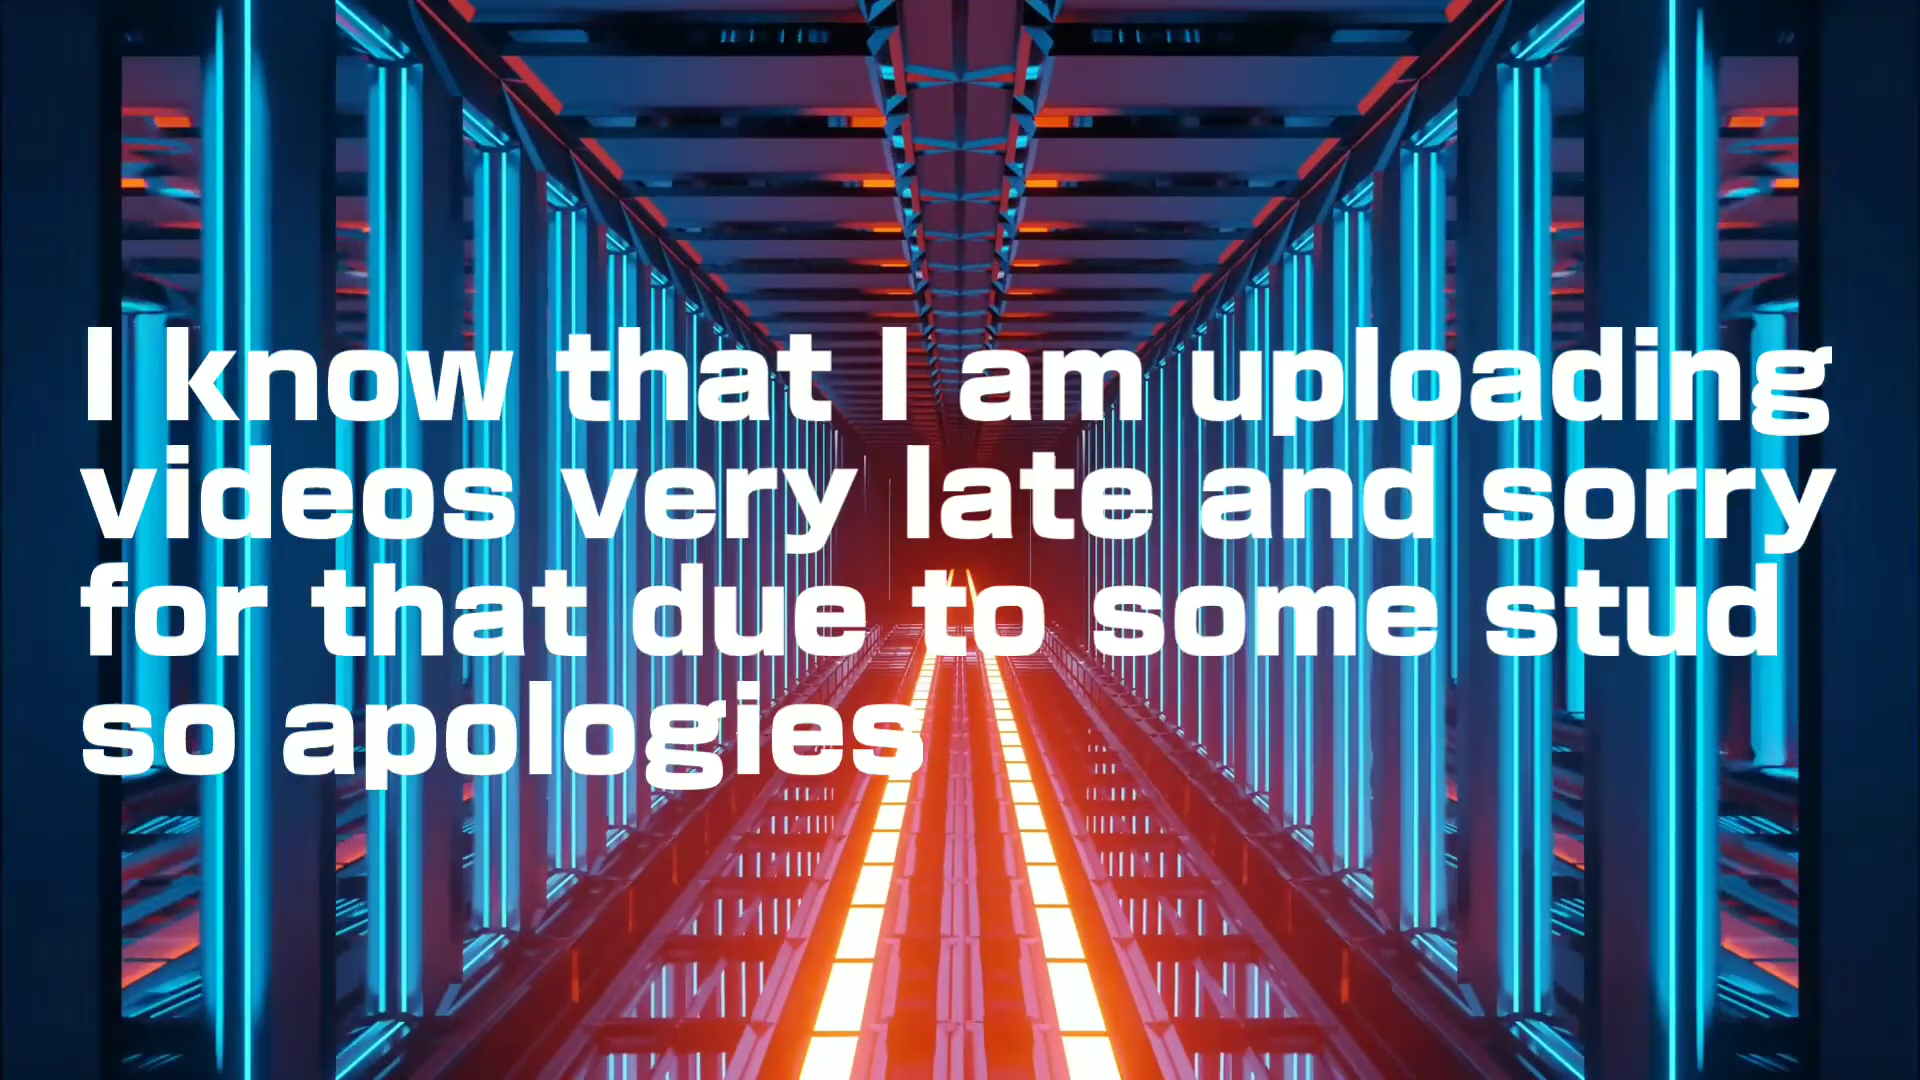 I know that I am uploading
videos very late and sorry
for that due to some stud
so apologies